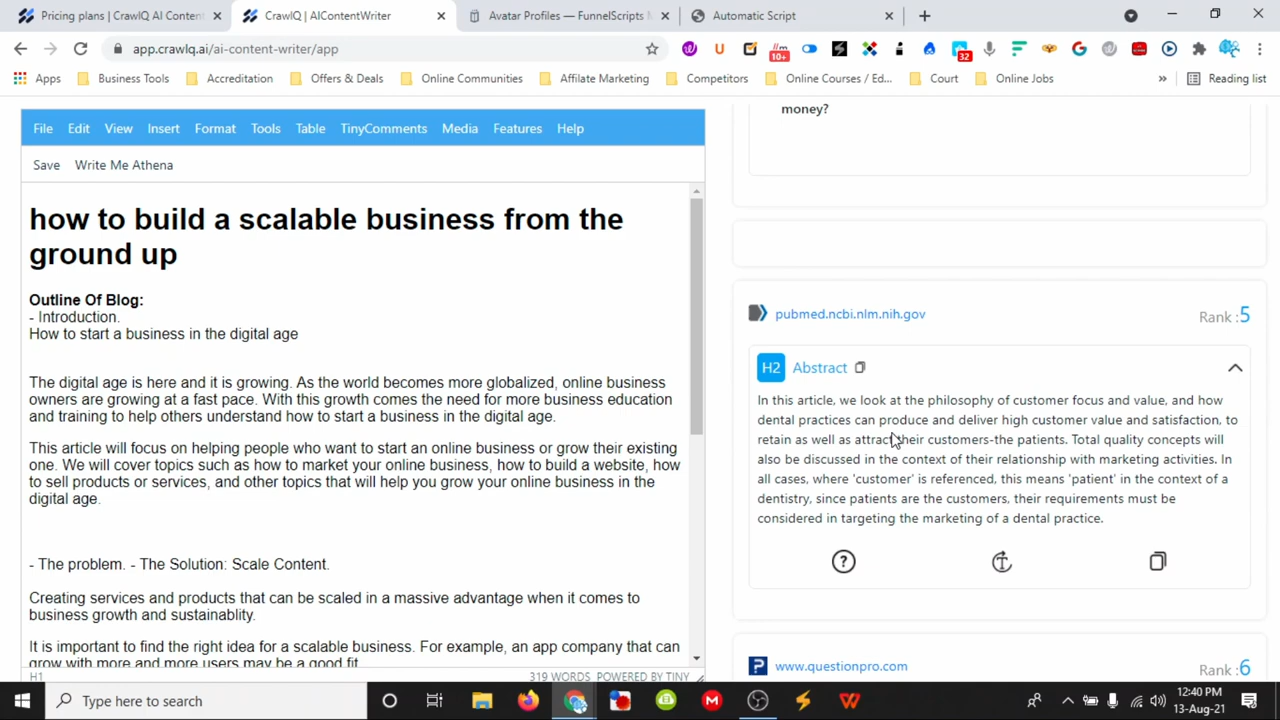 Pricing plans | CrawlQ AI Content
CrawlQ | AIContentWriter
Avatar Profiles — FunnelScripts
Automatic Script
app.crawlq.ai/ai-content-writer/app
10+
32
Apps
Business Tools
Accreditation
Offers & Deals
Online Communities
Affilate Marketing
Competitors
Online Courses / Ed...
Court
Online Jobs
»
Reading list
File
Edit
View
Insert
Format
Tools
Table
TinyComments
Media
Features
Help
Save
Write Me Athena
how to build a scalable business from the
ground up
Outline Of Blog:
- Introduction.
How to start a business in the digital age
The digital age is here and it is growing. As the world becomes more globalized, online business
owners are growing at a fast pace. With this growth comes the need for more business education
and training to help others understand how to start a business in the digital age.
This article will focus on helping people who want to start an online business or grow their existing
one. We will cover topics such as how to market your online business, how to build a website, how
to sell products or services, and other topics that will help you grow your online business in the
digital age.
- The problem. - The Solution: Scale Content.
Creating services and products that can be scaled in a massive advantage when it comes to
business growth and sustainablity.
It is important to find the right idea for a scalable business. For example, an app company that can
grow with more and more users may be a good fit.
H1
319 WORDS
POWERED BY TINY
money?
pubmed.ncbi.nlm.nih.gov
Rank :5
H2 Abstract
In this article, we look at the philosophy of customer focus and value, and how
dental practices can produce and deliver high customer value and satisfaction, to
retain as well as attract their customers-the patients. Total quality concepts will
also be discussed in the context of their relationship with marketing activities. In
all cases, where 'customer' is referenced, this means 'patient' in the context of a
dentistry, since patients are the customers, their requirements must be
considered in targeting the marketing of a dental practice.
www.questionpro.com
Rank :6
Type here to search
12:40 PM
13-Aug-21